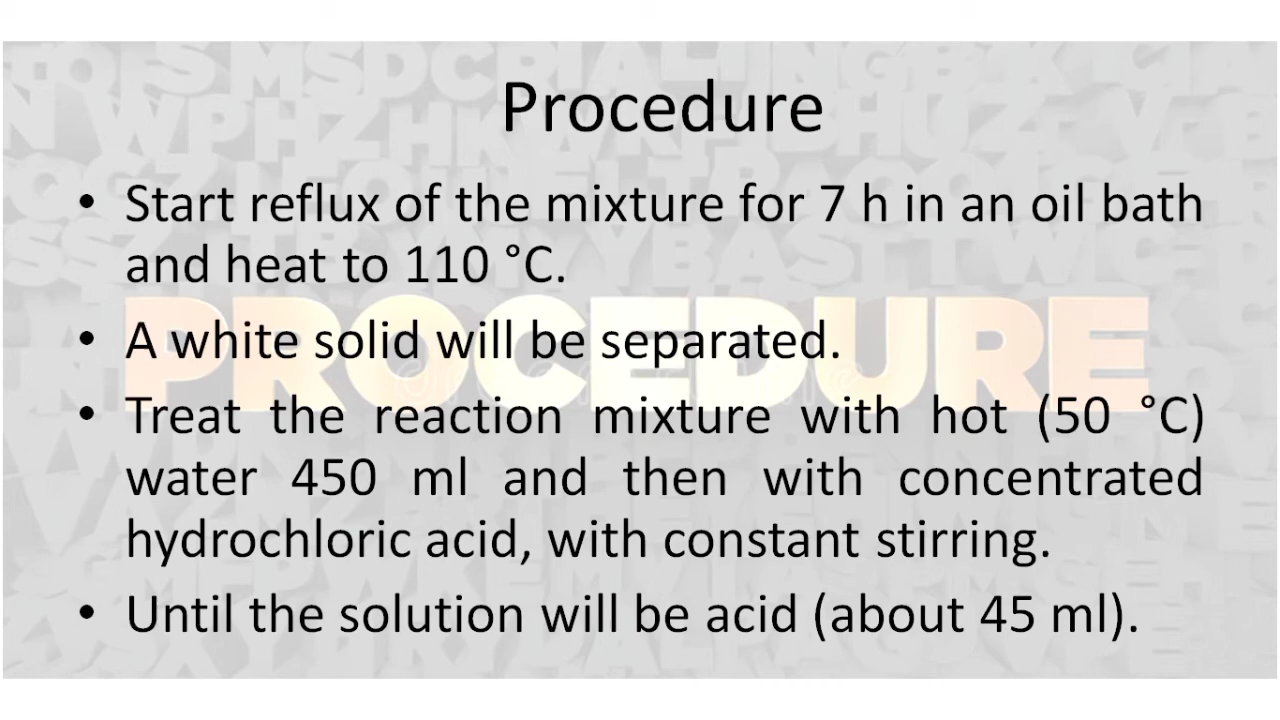 Procedure
• Start reflux of the mixture for 7 h in an oil bath
and heat to 110 °C.
• A white solid will be separated.
• Treat the reaction mixture with hot (50 °C)
water 450 ml and then with concentrated
hydrochloric acid, with constant stirring.
• Until the solution will be acid (about 45 ml).
PROCEDURE